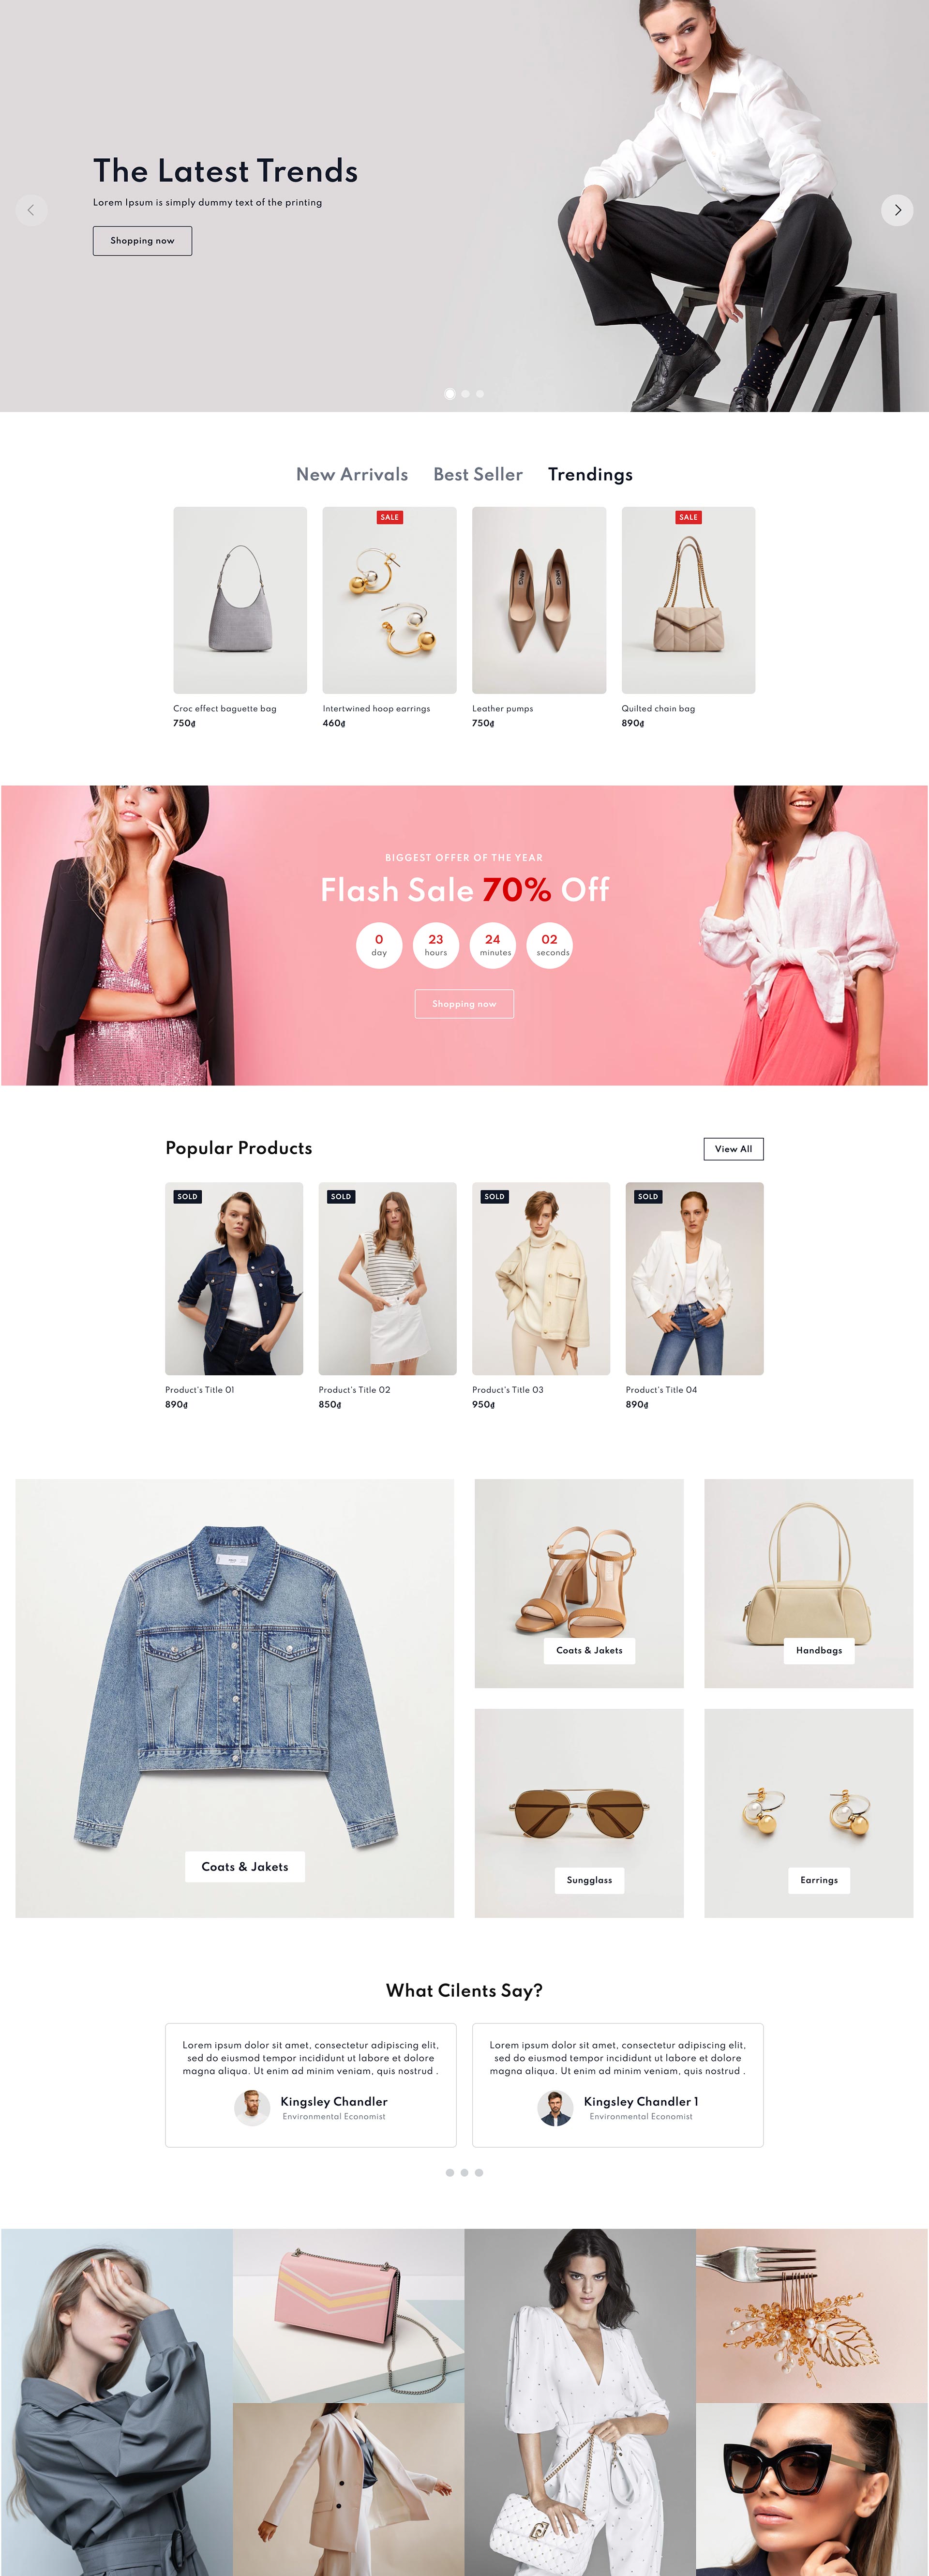 The Latest Trends
Lorem Ipsum is simply dummy text of the printing
Shopping now
New Arrivals Best Seller Trendings
SALE SALE
Croc effect baguette bag Intertwined hoop earrings Leather pumps Quilted chain bag
750₫ 460₫ 750₫ 890₫
BIGGEST OFFER OF THE YEAR
Flash Sale 70% Off
0 23 24 02
day hours minutes seconds
Shopping now
Popular Products View All
SOLD SOLD SOLD SOLD
Product's Title 01 Product's Title 02 Product's Title 03 Product's Title 04
890₫ 850₫ 950₫ 890₫
Coats & Jakets Handbags
Coats & Jakets
Sungglass Earrings
What Cilents Say?
Lorem ipsum dolor sit amet, consectetur adipiscing elit,
sed do eiusmod tempor incididunt ut labore et dolore
magna aliqua. Ut enim ad minim veniam, quis nostrud .
Kingsley Chandler
Environmental Economist
Lorem ipsum dolor sit amet, consectetur adipiscing elit,
sed do eiusmod tempor incididunt ut labore et dolore
magna aliqua. Ut enim ad minim veniam, quis nostrud .
Kingsley Chandler 1
Environmental Economist